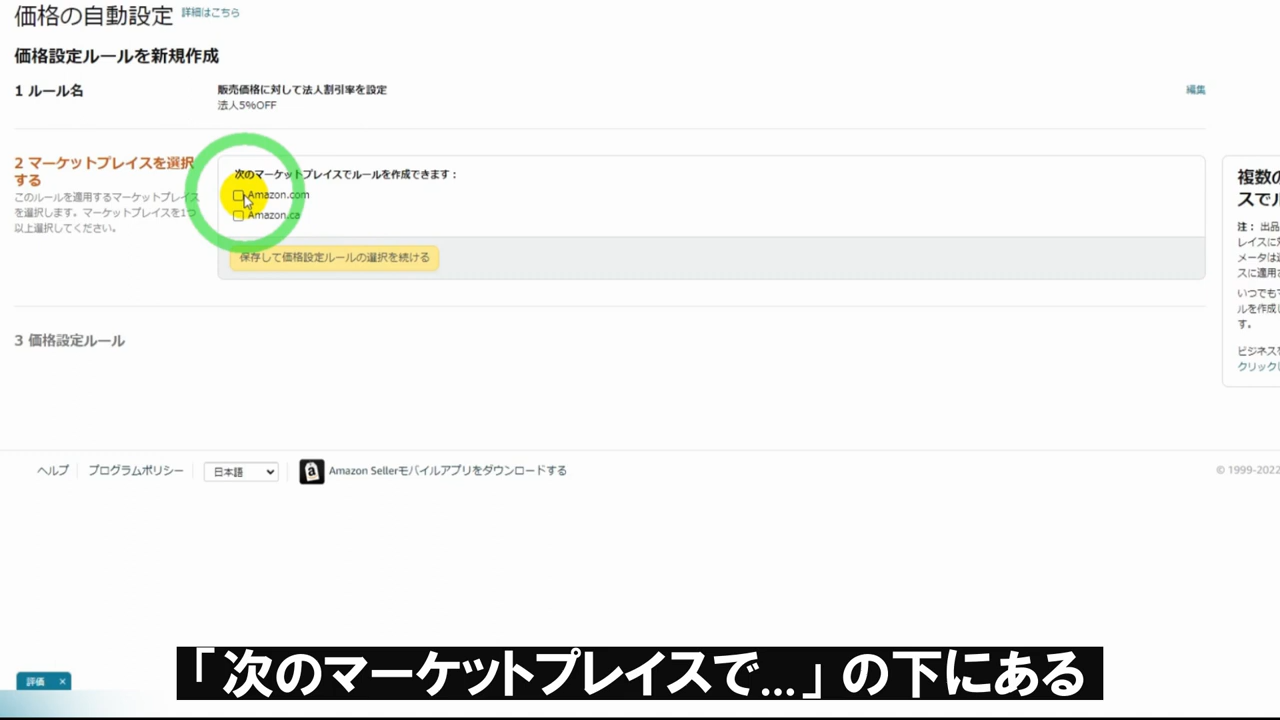 価格の自動設定 詳細はこちら
価格設定ルールを新規作成
1 ルール名
販売価格に対して法人割引率を設定
法人5%OFF
編集
2 マーケットプレイスを選択
する
このルールを適用するマーケットプレイス
を選択します。マーケットプレイスを1つ
以上選択してください。
次のマーケットプレイスでルールを作成できます：
Amazon.com
Amazon.ca
保存して価格設定ルールの選択を続ける
複数の
スでル
注： 出品
レイスに対
メータは
スに適用さ
いつでもマ
ルを作成し
す。
ビジネスを
クリックし
3 価格設定ルール
ヘルプ プログラムポリシー 日本語 Amazon Sellerモバイルアプリをダウンロードする
© 1999-2022
評価 ×
「次のマーケットプレイスで...」の下にある